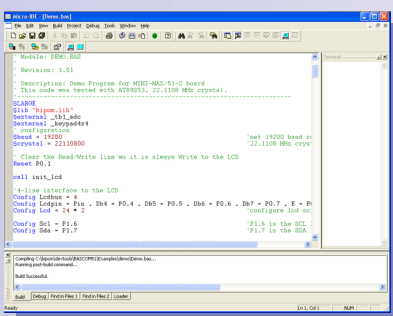 Micro-IDE - [Demo.bas]
File Edit View Build Project Debug Tools Window Help
' Module: DEMO.BAS
'
' Revision: 1.01
'
' Description: Demo Program for MINI-MAX/51-C board
' This code was tested with AT89S53, 22.1108 MHz crystal.
'
$LARGE
$lib "bipom.lib"
$external _tb1_adc
$external _keypad4x4
' configuration
$baud = 19200 'set 19200 baud r
$crystal = 22110800 '22.1108 MHz crys
' Clear the Read/Write line wo it is always Write to the LCD
Reset P0.1
call init_lcd
'4-line interface to the LCD
Config Lcdbus = 4
Config Lcdpin = Pin , Db4 = P0.4 , Db5 = P0.5 , Db6 = P0.6 , Db7 = P0.7 , E = P
Config Lcd = 24 * 2 'configure lcd sc
Config Scl = P1.6 'P1.6 is the SCL
Config Sda = P1.7 'P1.7 is the SDA
Terminal
Compiling C:\bipom\devtools\BASCOM51\Examples\demo\Demo.bas...
Running post-build command...
Build Successful.
Build Debug Find in Files 1 Find in Files 2 Loader
Ready Ln 1, Col 1 NUM